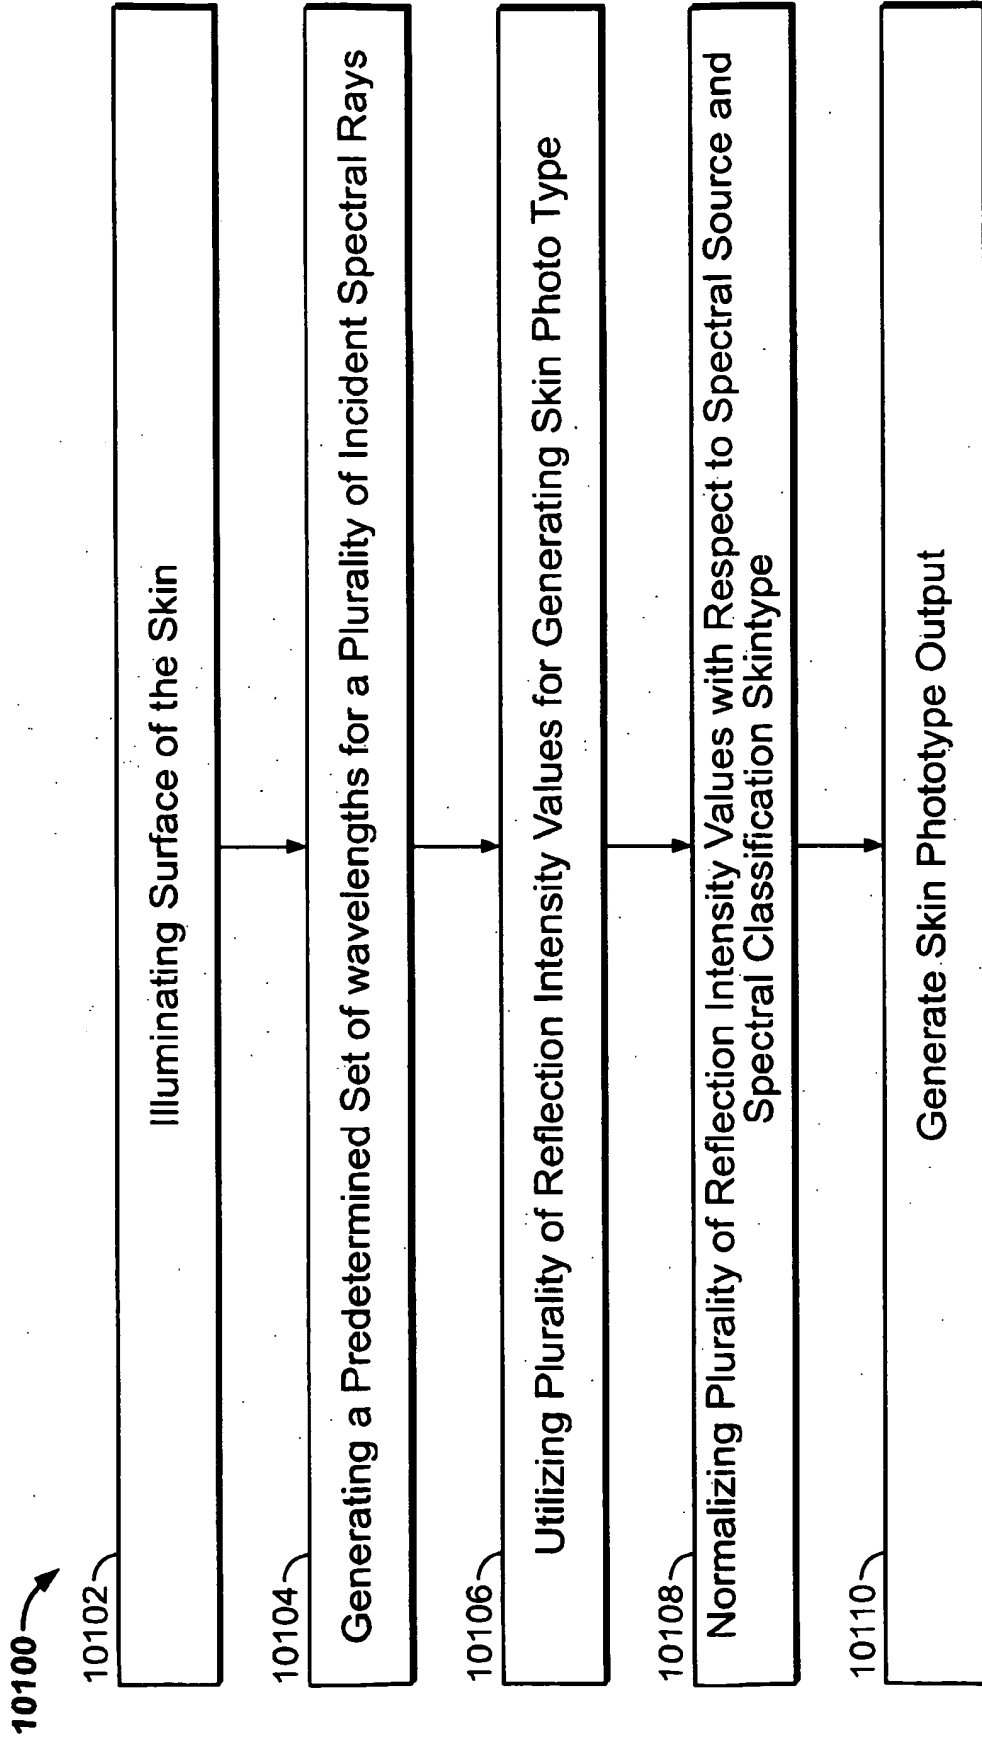 10100
10102
Illuminating Surface of the Skin
10104
Generating a Predetermined Set of wavelengths for a Plurality of Incident Spectral Rays
10106
Utilizing Plurality of Reflection Intensity Values for Generating Skin Photo Type
10108
Normalizing Plurality of Reflection Intensity Values with Respect to Spectral Source and
Spectral Classification Skintype
10110
Generate Skin Phototype Output